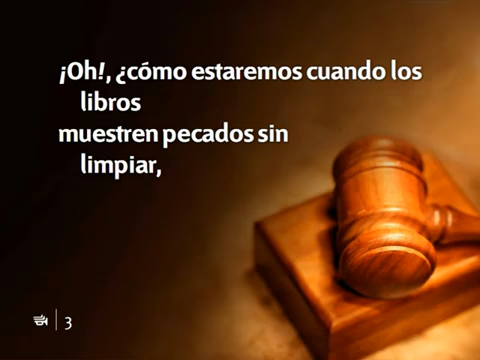 ¡Oh!, ¿cómo estaremos cuando los
libros
muestren pecados sin
limpiar,
3